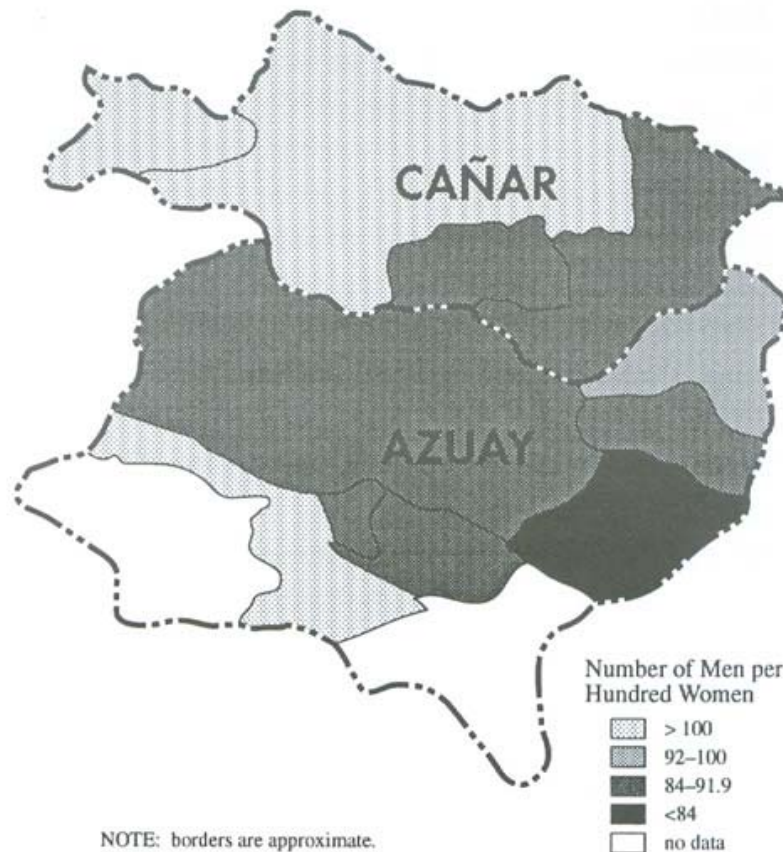 CAÑAR
AZUAY
Number of Men per
Hundred Women
> 100
92–100
84–91.9
<84
no data
NOTE: borders are approximate.